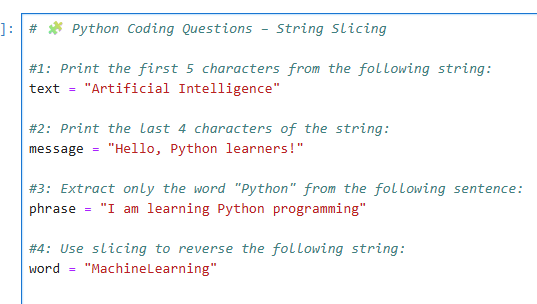 ]: # 🧩 Python Coding Questions – String Slicing
#1: Print the first 5 characters from the following string:
text = "Artificial Intelligence"
#2: Print the last 4 characters of the string:
message = "Hello, Python learners!"
#3: Extract only the word "Python" from the following sentence:
phrase = "I am learning Python programming"
#4: Use slicing to reverse the following string:
word = "MachineLearning"